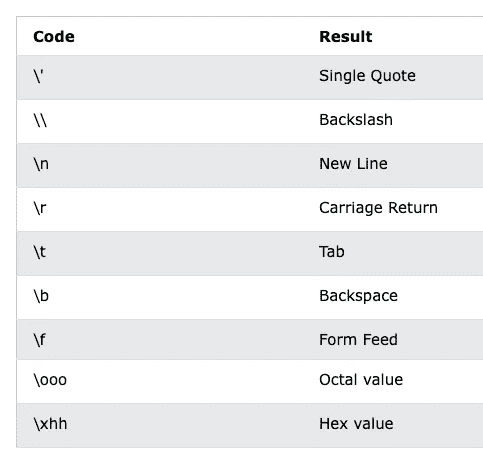 Code Result
\' Single Quote
\\ Backslash
\n New Line
\r Carriage Return
\t Tab
\b Backspace
\f Form Feed
\ooo Octal value
\xhh Hex value